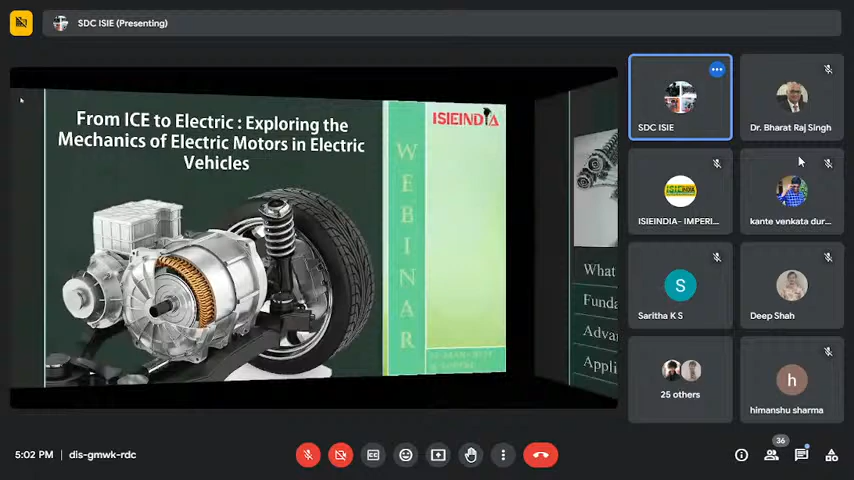 SDC ISIE (Presenting)
From ICE to Electric : Exploring the
Mechanics of Electric Motors in Electric
Vehicles
WEBINAR
ISIEINDIA
What
Funda
Advan
Appli
SDC ISIE
Dr. Bharat Raj Singh
ISIEINDIA- IMPERI...
kante venkata dur...
S
Saritha K S
Deep Shah
25 others
h
himanshu sharma
5:02 PM | dis-gmwk-rdc
36